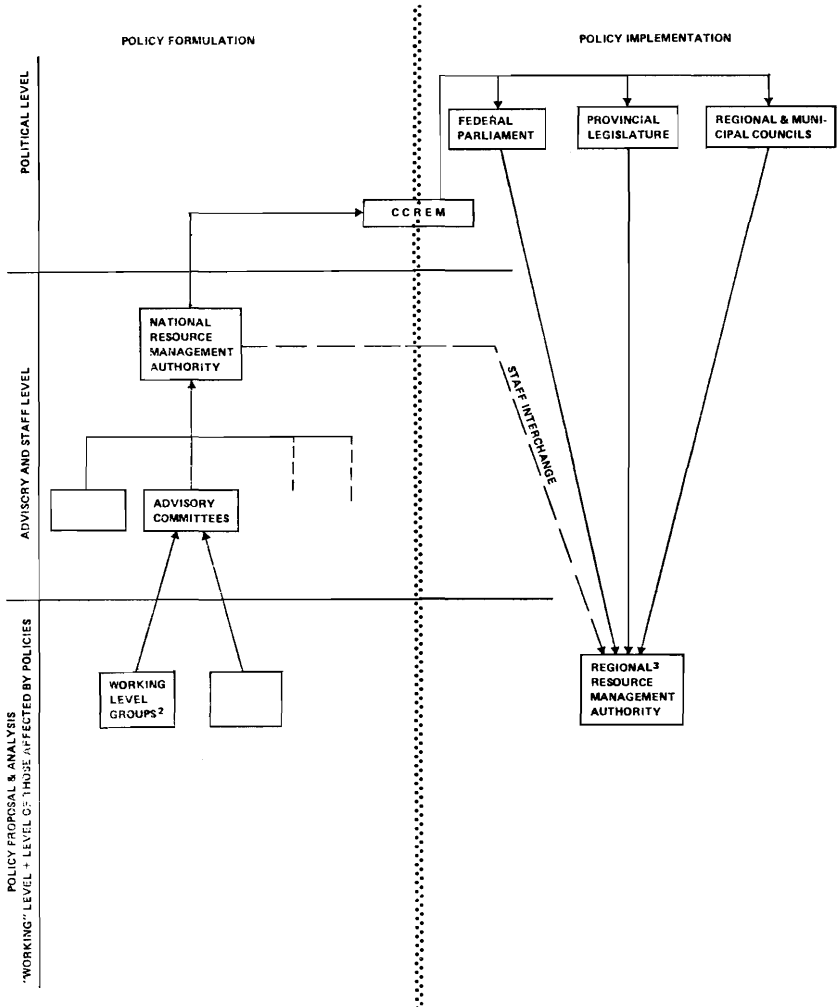 POLICY FORMULATION
POLICY IMPLEMENTATION
POLITICAL LEVEL
FEDERAL
PARLIAMENT
PROVINCIAL
LEGISLATURE
REGIONAL & MUNI-
CIPAL COUNCILS
CCREM
ADVISORY AND STAFF LEVEL
NATIONAL
RESOURCE
MANAGEMENT
AUTHORITY
STAFF INTERCHANGE
ADVISORY
COMMITTEES
POLICY PROPOSAL & ANALYSIS
"WORKING" LEVEL + LEVEL OF THOSE AFFECTED BY POLICIES
WORKING
LEVEL
GROUPS²
REGIONAL³
RESOURCE
MANAGEMENT
AUTHORITY